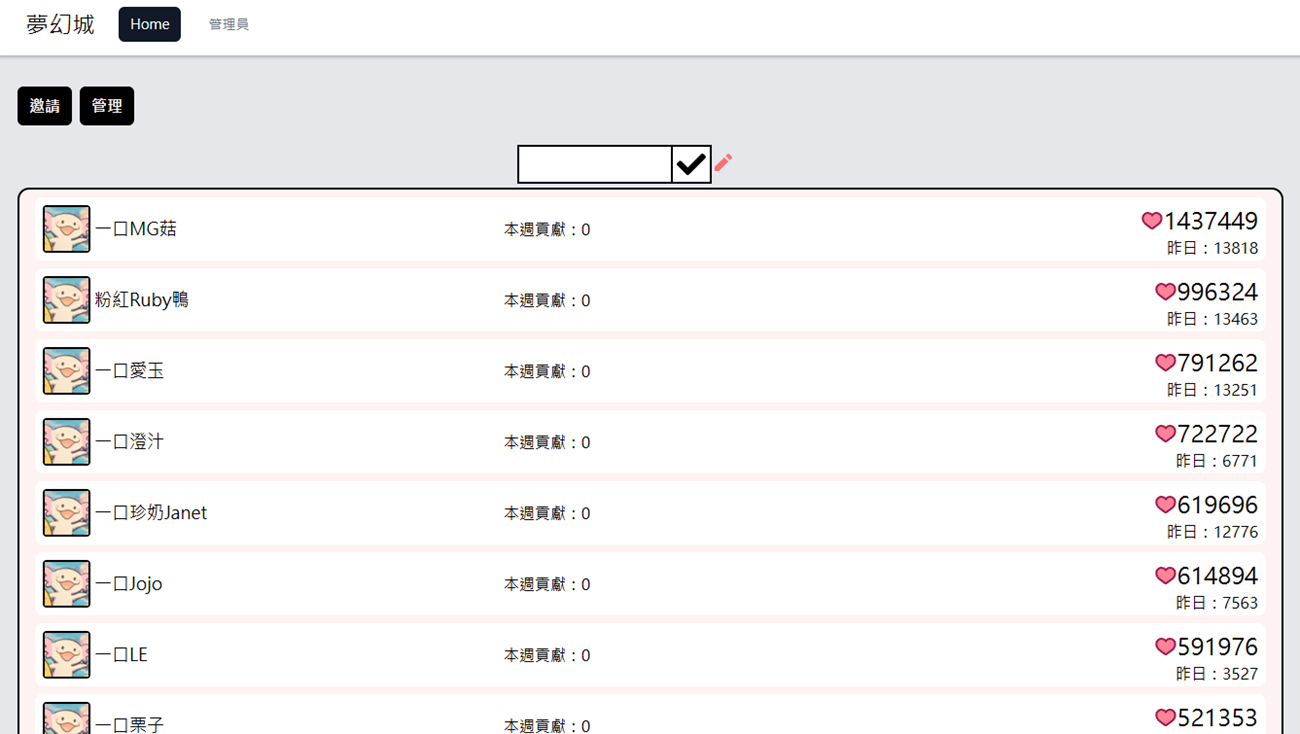 夢幻城 Home 管理員
邀請 管理
一口MG菇 本週貢獻：0 1437449
昨日：13818
粉紅Ruby鴨 本週貢獻：0 996324
昨日：13463
一口愛玉 本週貢獻：0 791262
昨日：13251
一口澄汁 本週貢獻：0 722722
昨日：6771
一口珍奶Janet 本週貢獻：0 619696
昨日：12776
一口Jojo 本週貢獻：0 614894
昨日：7563
一口LE 本週貢獻：0 591976
昨日：3527
一口栗子 本週貢獻：0 521353